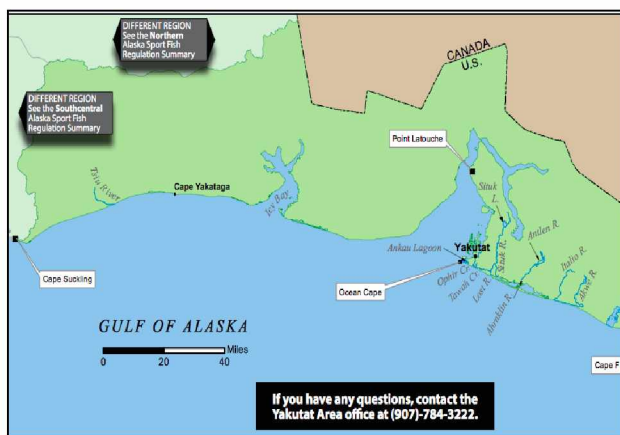 DIFFERENT REGION
See the Northern
Alaska Sport Fish
Regulation Summary
DIFFERENT REGION
See the Southcentral
Alaska Sport Fish
Regulation Summary
CANADA
U.S.
Point Latouche
Situk
L.
Cape Yakataga
Icy Bay
Antlen R.
Ankau Lagoon
Yakutat
Situk R.
Italio R.
Akwe R.
Cape Suckling
Ocean Cape
Ophir Cr.
Tawah Cr.
Lost R.
Ahrnklin R.
GULF OF ALASKA
Miles
0 20 40
Cape F
If you have any questions, contact the
Yakutat Area office at (907)-784-3222.